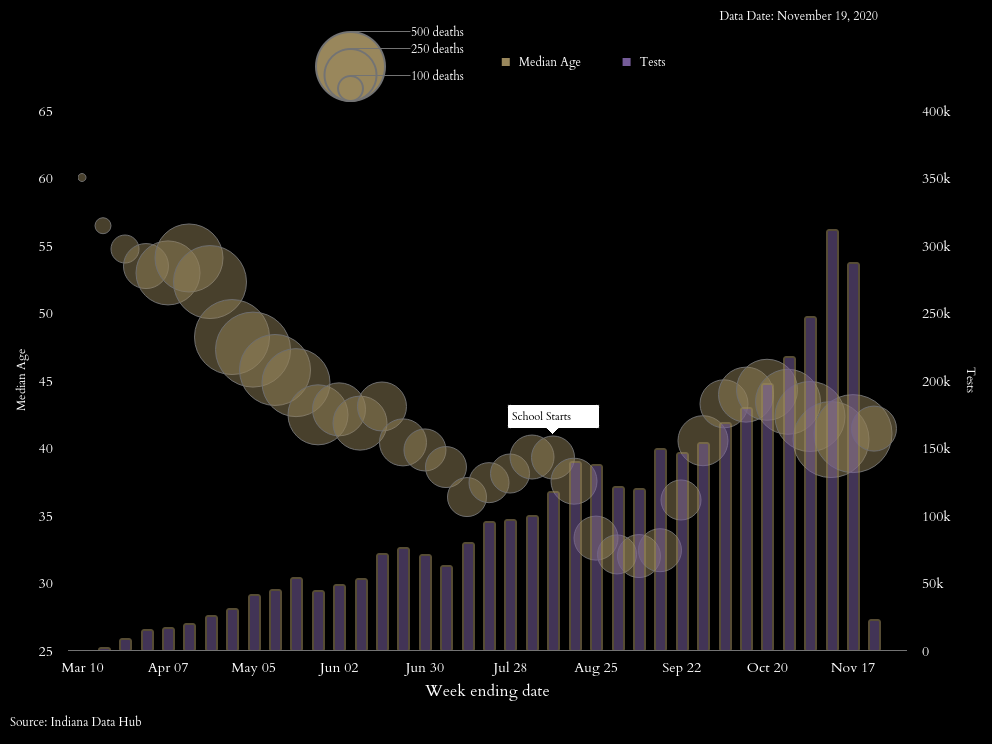 Data Date: November 19, 2020
500 deaths
250 deaths
100 deaths
Median Age
Tests
65
60
55
50
45
40
35
30
25
400k
350k
300k
250k
200k
150k
100k
50k
0
Median Age
Tests
School Starts
Mar 10
Apr 07
May 05
Jun 02
Jun 30
Jul 28
Aug 25
Sep 22
Oct 20
Nov 17
Week ending date
Source: Indiana Data Hub